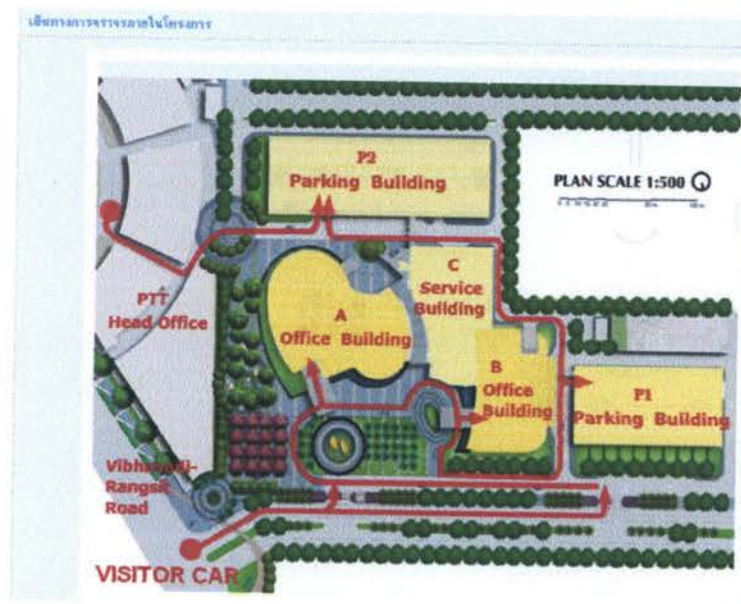 เส้นทางการจราจรภายในโครงการ
P2
Parking Building
PLAN SCALE 1:500
C
Service
Building
PTT
Head Office
A
Office Building
B
Office
Building
P1
Parking Building
Vibhavadi-
Rangsit
Road
VISITOR CAR